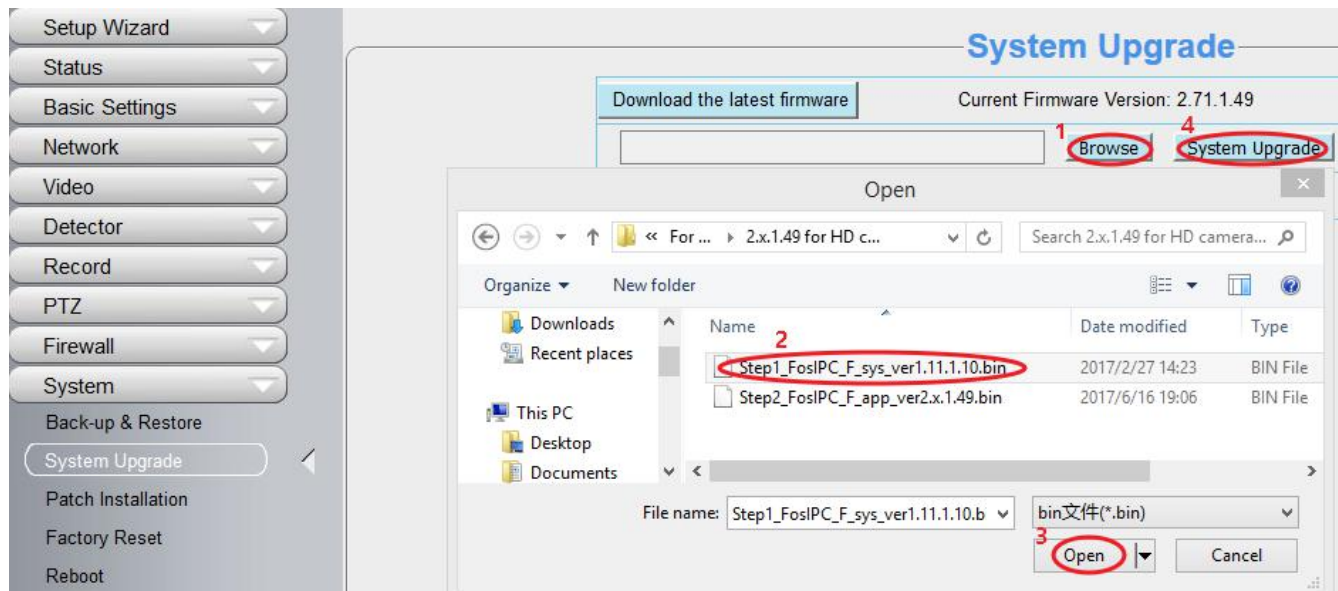 Setup Wizard
Status
Basic Settings
Network
Video
Detector
Record
PTZ
Firewall
System
Back-up & Restore
System Upgrade
Patch Installation
Factory Reset
Reboot
System Upgrade
Download the latest firmware Current Firmware Version: 2.71.1.49
1 4
Browse System Upgrade
Open
« For ... 2.x.1.49 for HD c... Search 2.x.1.49 for HD camera...
Organize New folder
Downloads
Recent places
This PC
Desktop
Documents
Name Date modified Type
2
Step1_FosIPC_F_sys_ver1.11.1.10.bin 2017/2/27 14:23 BIN File
Step2_FosIPC_F_app_ver2.x.1.49.bin 2017/6/16 19:06 BIN File
File name: Step1_FosIPC_F_sys_ver1.11.1.10.b bin文件(*.bin)
3
Open Cancel